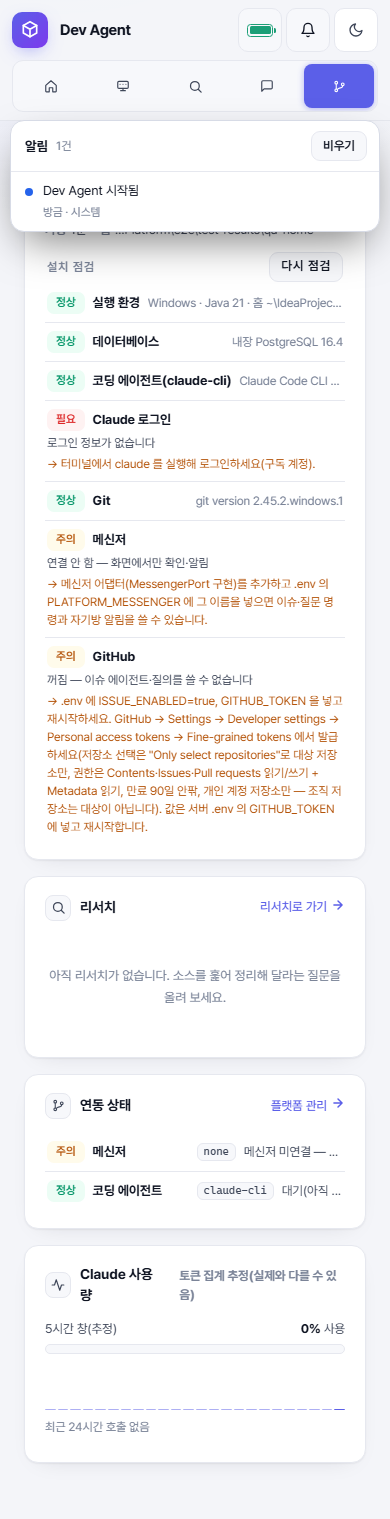 Dev Agent
알림 1건 비우기
Dev Agent 시작됨
방금 · 시스템
설치 점검 다시 점검
정상 실행 환경 Windows · Java 21 · 홈 ~\IdeaProjec...
정상 데이터베이스 내장 PostgreSQL 16.4
정상 코딩 에이전트(claude-cli) Claude Code CLI ...
필요 Claude 로그인
로그인 정보가 없습니다
→ 터미널에서 claude 를 실행해 로그인하세요(구독 계정).
정상 Git git version 2.45.2.windows.1
주의 메신저
연결 안 함 — 화면에서만 확인·알림
→ 메신저 어댑터(MessengerPort 구현)를 추가하고 .env 의
PLATFORM_MESSENGER 에 그 이름을 넣으면 이슈·질문 명
령과 자기방 알림을 쓸 수 있습니다.
주의 GitHub
꺼짐 — 이슈 에이전트·질의를 쓸 수 없습니다
→ .env 에 ISSUE_ENABLED=true, GITHUB_TOKEN 을 넣고
재시작하세요. GitHub → Settings → Developer settings →
Personal access tokens → Fine-grained tokens 에서 발급
하세요(저장소 선택은 "Only select repositories"로 대상 저장
소만, 권한은 Contents·Issues·Pull requests 읽기/쓰기 +
Metadata 읽기, 만료 90일 안팎, 개인 계정 저장소만 — 조직 저
장소는 대상이 아닙니다). 값은 서버 .env 의 GITHUB_TOKEN
에 넣고 재시작합니다.
리서치 리서치로 가기 →
아직 리서치가 없습니다. 소스를 훑어 정리해 달라는 질문을
올려 보세요.
연동 상태 플랫폼 관리 →
주의 메신저 none 메신저 미연결 — ...
정상 코딩 에이전트 claude-cli 대기(아직 ...
Claude 사용
량
토큰 집계 추정(실제와 다를 수 있
음)
5시간 창(추정) 0% 사용
최근 24시간 호출 없음